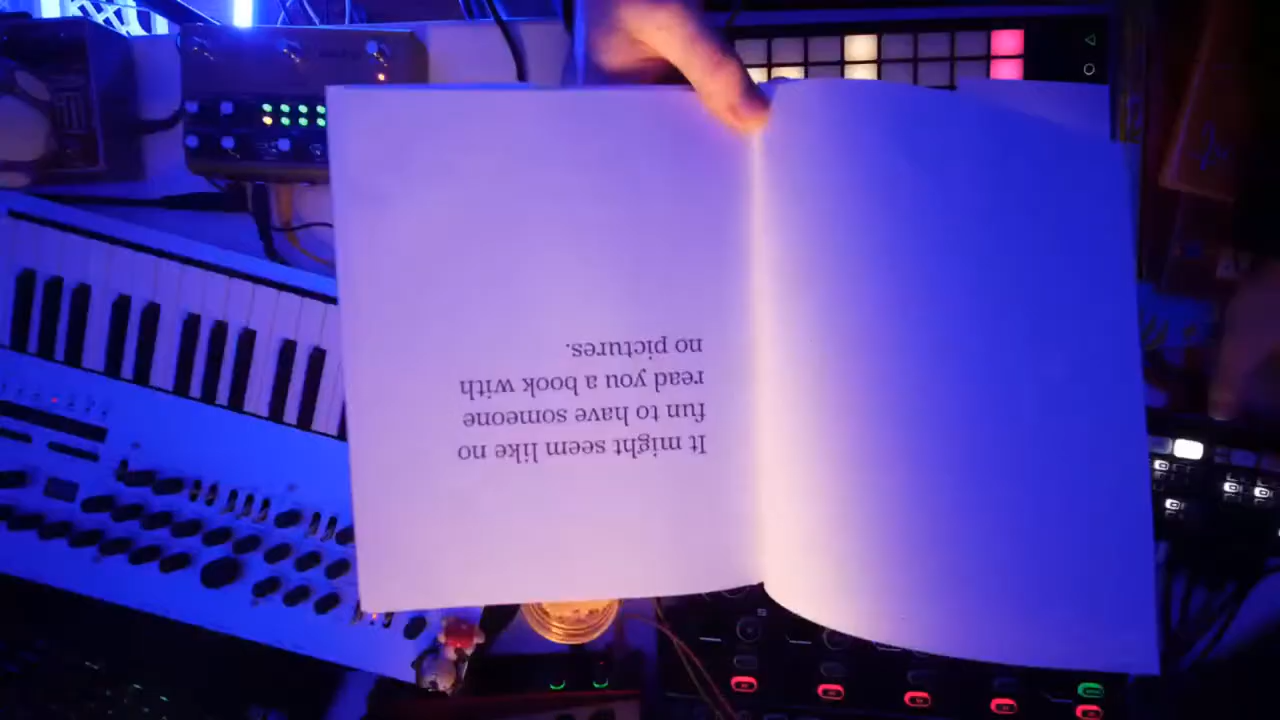 It might seem like no
fun to have someone
read you a book with
no pictures.